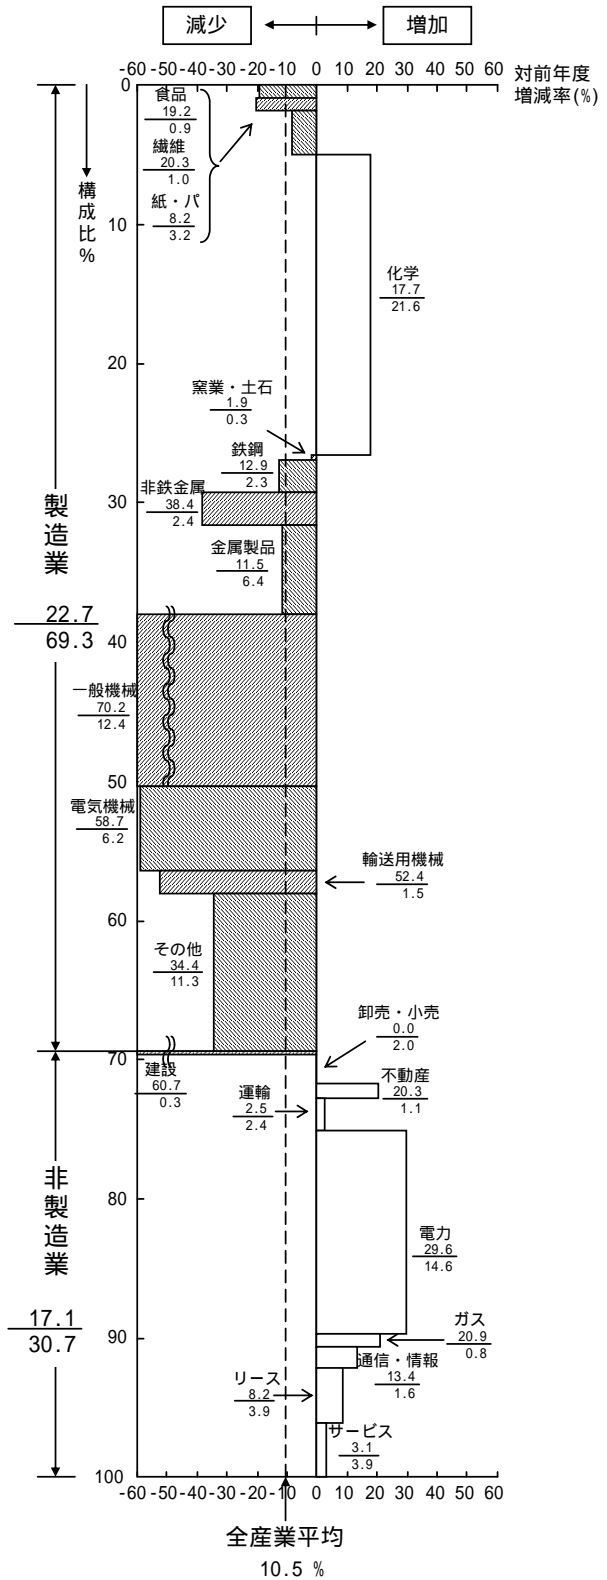 減少
増加
-60 -50 -40 -30 -20 -10 0 10 20 30 40 50 60
対前年度
増減率(%)
0
食品
19.2
0.9
繊維
20.3
1.0
紙・パ
8.2
3.2
構成比%
10
化学
17.7
21.6
20
窯業・土石
1.9
0.3
鉄鋼
12.9
2.3
30
非鉄金属
38.4
2.4
製造業
22.7
69.3
金属製品
11.5
6.4
40
一般機械
70.2
12.4
50
電気機械
58.7
6.2
輸送用機械
52.4
1.5
60
その他
34.4
11.3
卸売・小売
0.0
2.0
70
建設
60.7
0.3
運輸
2.5
2.4
不動産
20.3
1.1
非製造業
17.1
30.7
80
電力
29.6
14.6
ガス
20.9
0.8
90
通信・情報
13.4
1.6
リース
8.2
3.9
サービス
3.1
3.9
100
-60 -50 -40 -30 -20 -10 0 10 20 30 40 50 60
全産業平均
10.5 %